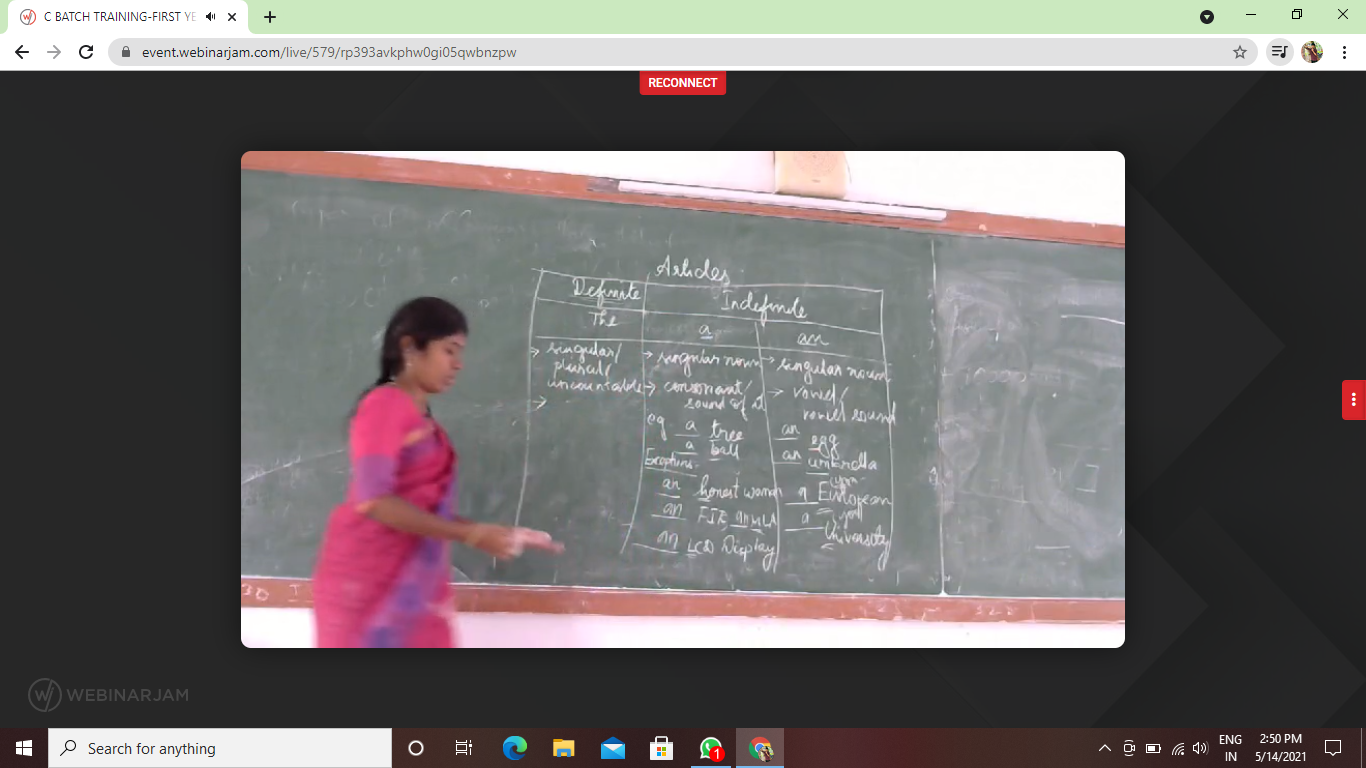 C BATCH TRAINING-FIRST YE
event.webinarjam.com/live/579/rp393avkphw0gi05qwbnzpw
RECONNECT
Articles
Definite Indefinite
The a an
→ singular/ → singular noun → singular noun
plural/
uncountable → consonant/ → vowel/
→ sound of it vowel sound
eg a tree an egg
a ball an umbrella
Exceptions
an honest woman a European
an FIR, an MLA a University
an LCD Display
WEBINARJAM
Search for anything
1
ENG
IN
2:50 PM
5/14/2021